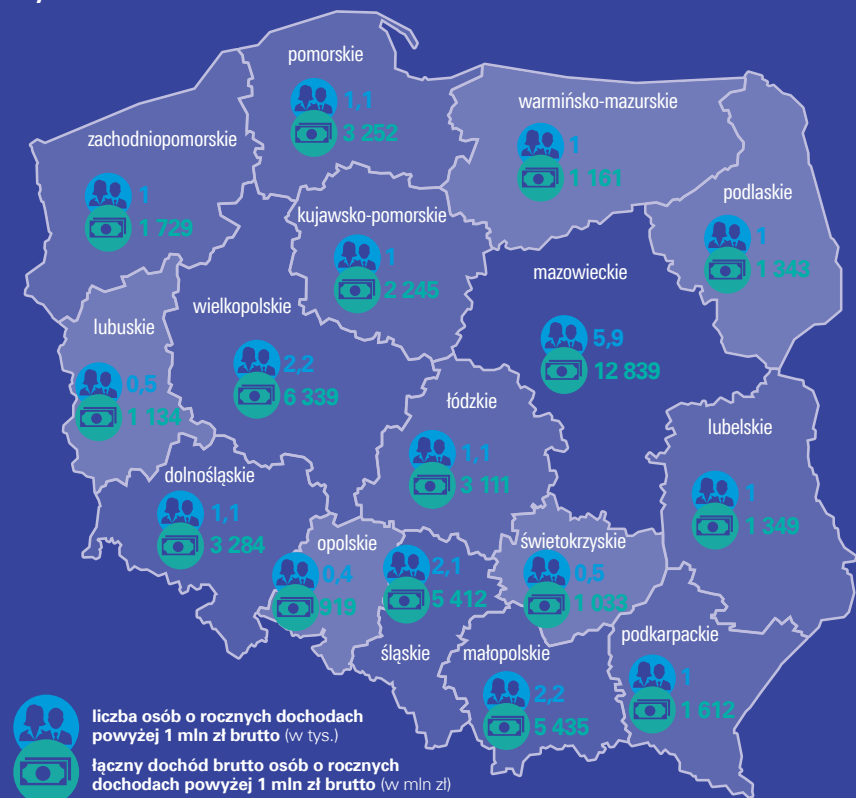 pomorskie
1,1
3 252
warmińsko-mazurskie
1
1 161
zachodniopomorskie
1
1 729
podlaskie
1
1 343
kujawsko-pomorskie
1
2 245
mazowieckie
5,9
12 839
wielkopolskie
2,2
6 339
lubuskie
0,5
1 134
łódzkie
1,1
3 111
lubelskie
1
1 349
dolnośląskie
1,1
3 284
opolskie
0,4
919
2,1
5 412
śląskie
świetokrzyskie
0,5
1 033
małopolskie
2,2
5 435
podkarpackie
1
1 612
liczba osób o rocznych dochodach
powyżej 1 mln zł brutto (w tys.)
łączny dochód brutto osób o rocznych
dochodach powyżej 1 mln zł brutto (w mln zł)